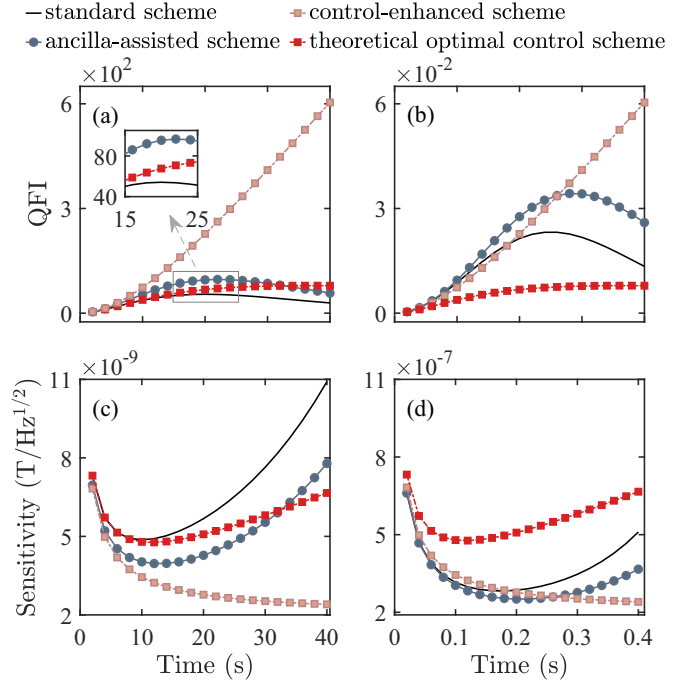 standard scheme control-enhanced scheme
ancilla-assisted scheme theoretical optimal control scheme
×10^2 ×10^-2
(a) (b)
6 6
80
40
15 25
3 3
0 0
QFI
×10^-9 ×10^-7
(c) (d)
11 11
8 8
5 5
2 2
Sensitivity (T/Hz^1/2)
0 10 20 30 40 0 0.1 0.2 0.3 0.4
Time (s) Time (s)